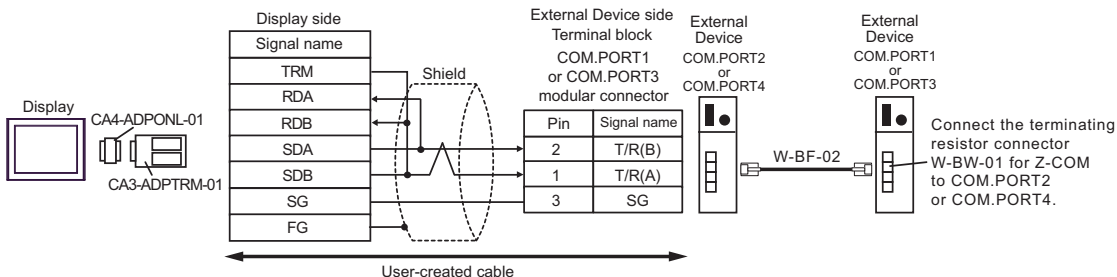 Display
CA4-ADPONL-01
CA3-ADPTRM-01
Display side
Signal name
TRM
RDA
RDB
SDA
SDB
SG
FG
Shield
User-created cable
External Device side
Terminal block
COM.PORT1
or COM.PORT3
modular connector
Pin Signal name
2 T/R(B)
1 T/R(A)
3 SG
External
Device
COM.PORT2
or
COM.PORT4
W-BF-02
External
Device
COM.PORT1
or
COM.PORT3
Connect the terminating
resistor connector
W-BW-01 for Z-COM
to COM.PORT2
or COM.PORT4.